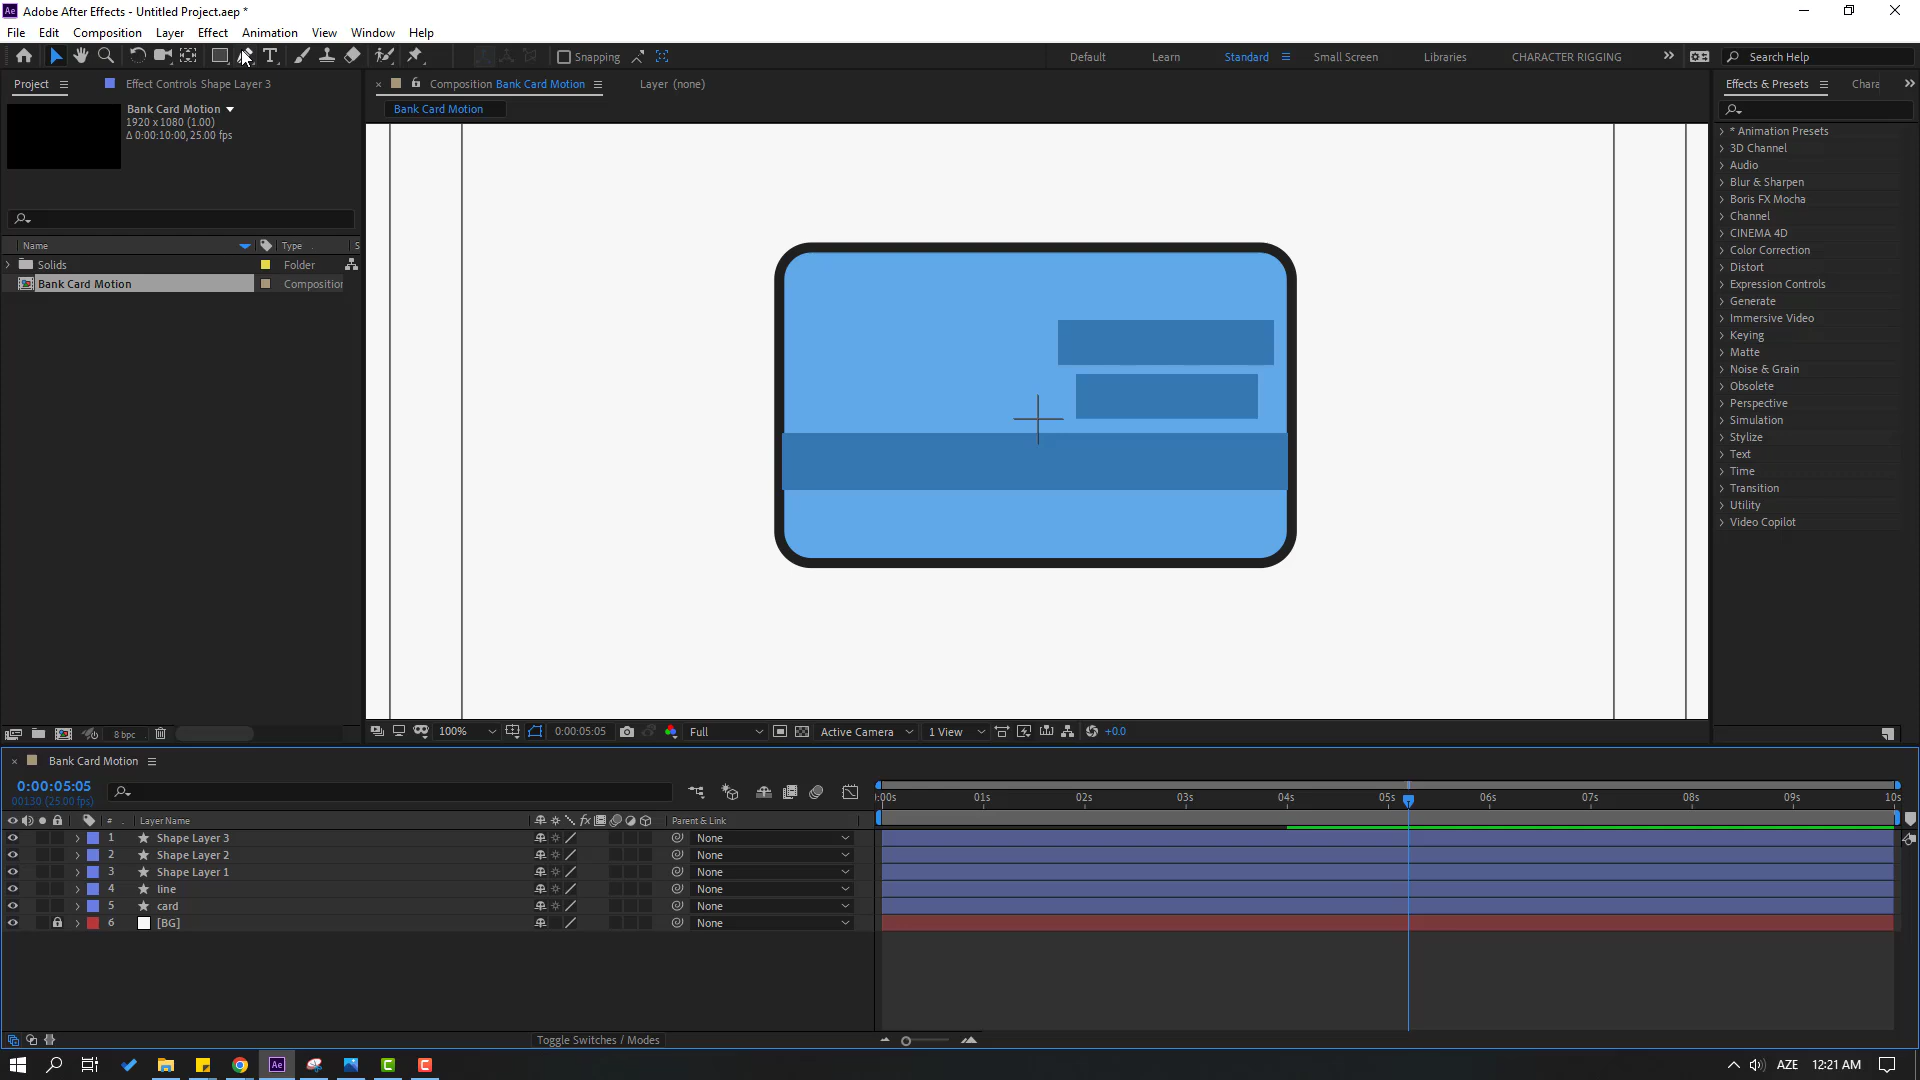 Adobe After Effects - Untitled Project.aep *
File Edit Composition Layer Effect Animation View Window Help
Snapping Default Learn Standard Small Screen Libraries CHARACTER RIGGING Search Help
Project Effect Controls Shape Layer 3
Composition Bank Card Motion Layer (none)
Effects & Presets Chara
Bank Card Motion
1920 x 1080 (1.00)
Δ 0:00:10:00, 25.00 fps
Bank Card Motion
Name Type S
Solids Folder
Bank Card Motion Composition
* Animation Presets
3D Channel
Audio
Blur & Sharpen
Boris FX Mocha
Channel
CINEMA 4D
Color Correction
Distort
Expression Controls
Generate
Immersive Video
Keying
Matte
Noise & Grain
Obsolete
Perspective
Simulation
Stylize
Text
Time
Transition
Utility
Video Copilot
8 bpc
100% 0:00:05:05 Full Active Camera 1 View +0.0
Bank Card Motion
0:00:05:05
00130 (25.00 fps)
:00s 01s 02s 03s 04s 05s 06s 07s 08s 09s 10s
# Layer Name Parent & Link
1 Shape Layer 3 None
2 Shape Layer 2 None
3 Shape Layer 1 None
4 line None
5 card None
6 [BG] None
Toggle Switches / Modes
AZE 12:21 AM